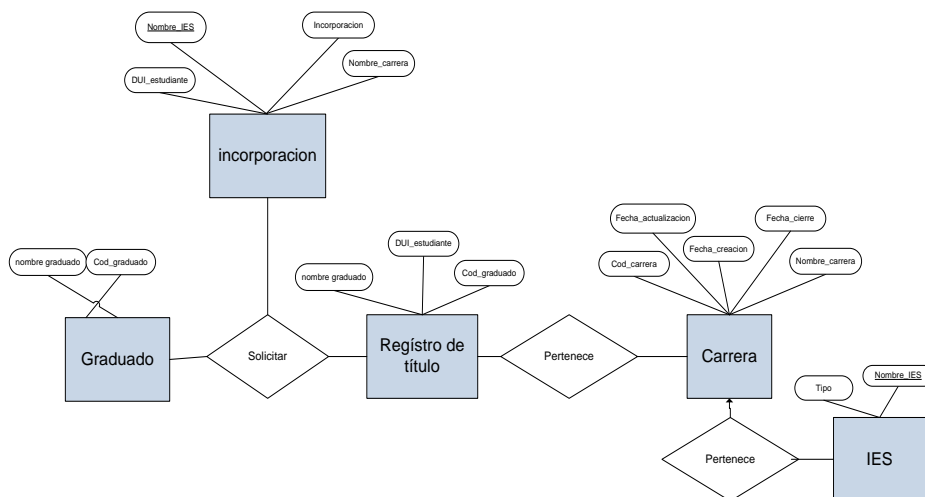 Nombre_IES
Incorporacion
Nombre_carrera
DUI_estudiante
incorporacion
nombre graduado
Cod_graduado
Graduado
Solicitar
DUI_estudiante
nombre graduado
Cod_graduado
Regístro de
título
Pertenece
Fecha_actualizacion
Fecha_cierre
Fecha_creacion
Cod_carrera
Nombre_carrera
Carrera
Pertenece
Tipo
Nombre_IES
IES